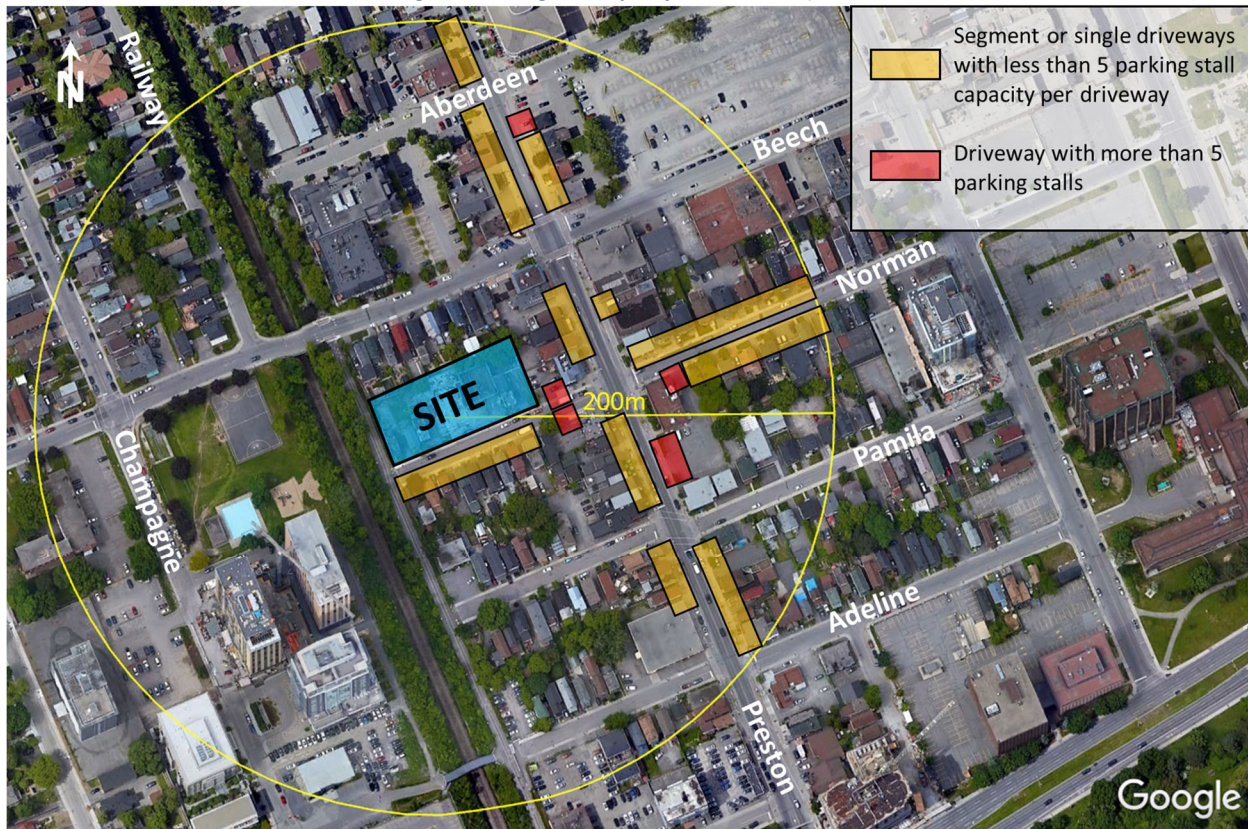 Segment or single driveways
with less than 5 parking stall
capacity per driveway
Driveway with more than 5
parking stalls
N
Railway
Aberdeen
Beech
Norman
SITE
200m
Champagne
Pamila
Adeline
Preston
Google